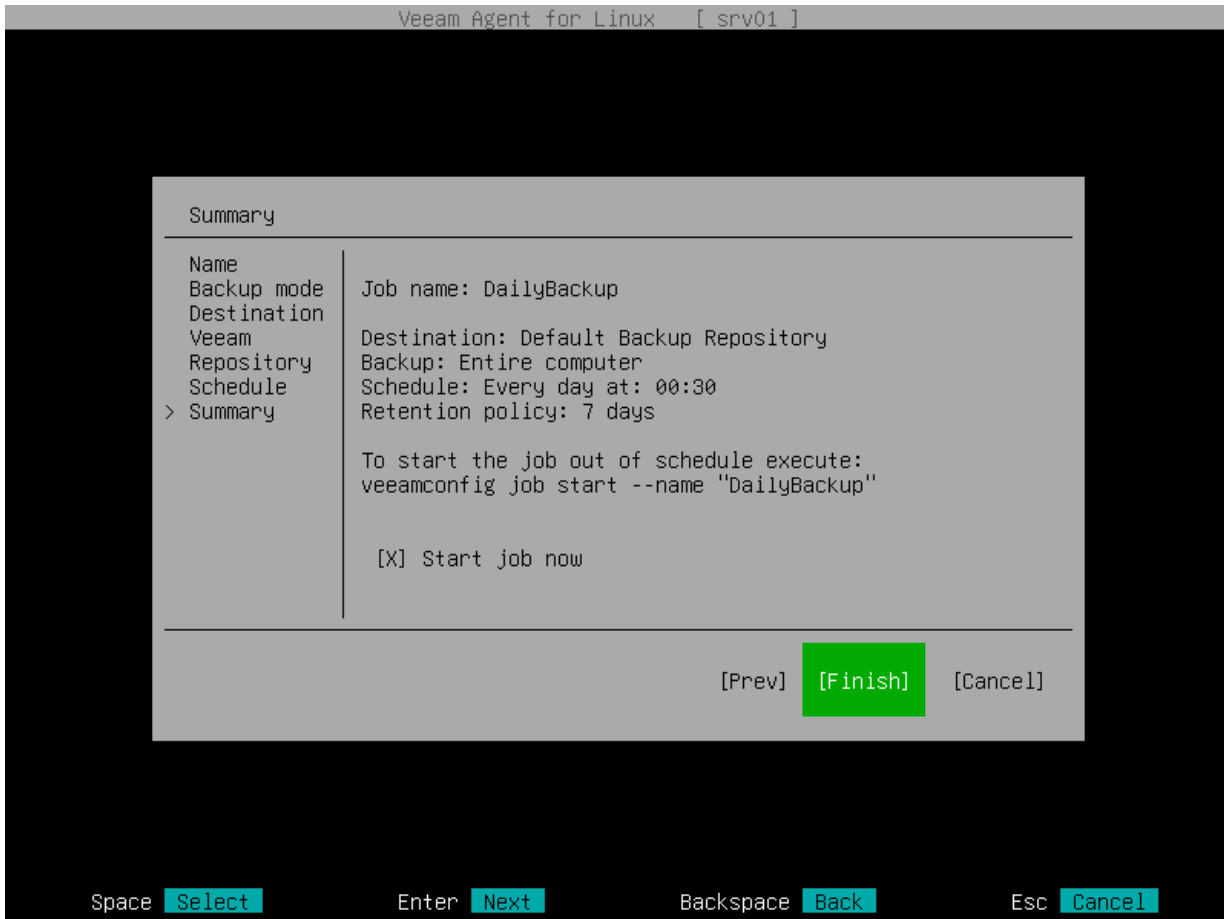 Veeam Agent for Linux [ srv01 ]
Summary
Name
Backup mode
Destination
Veeam
Repository
Schedule
> Summary
Job name: DailyBackup
Destination: Default Backup Repository
Backup: Entire computer
Schedule: Every day at: 00:30
Retention policy: 7 days
To start the job out of schedule execute:
veeamconfig job start --name "DailyBackup"
[X] Start job now
[Prev] [Finish] [Cancel]
Space Select Enter Next Backspace Back Esc Cancel